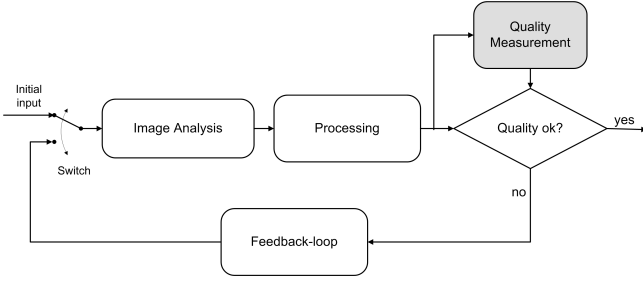 Quality
Measurement
Initial
input
Image Analysis
Processing
Quality ok?
yes
Switch
no
Feedback-loop